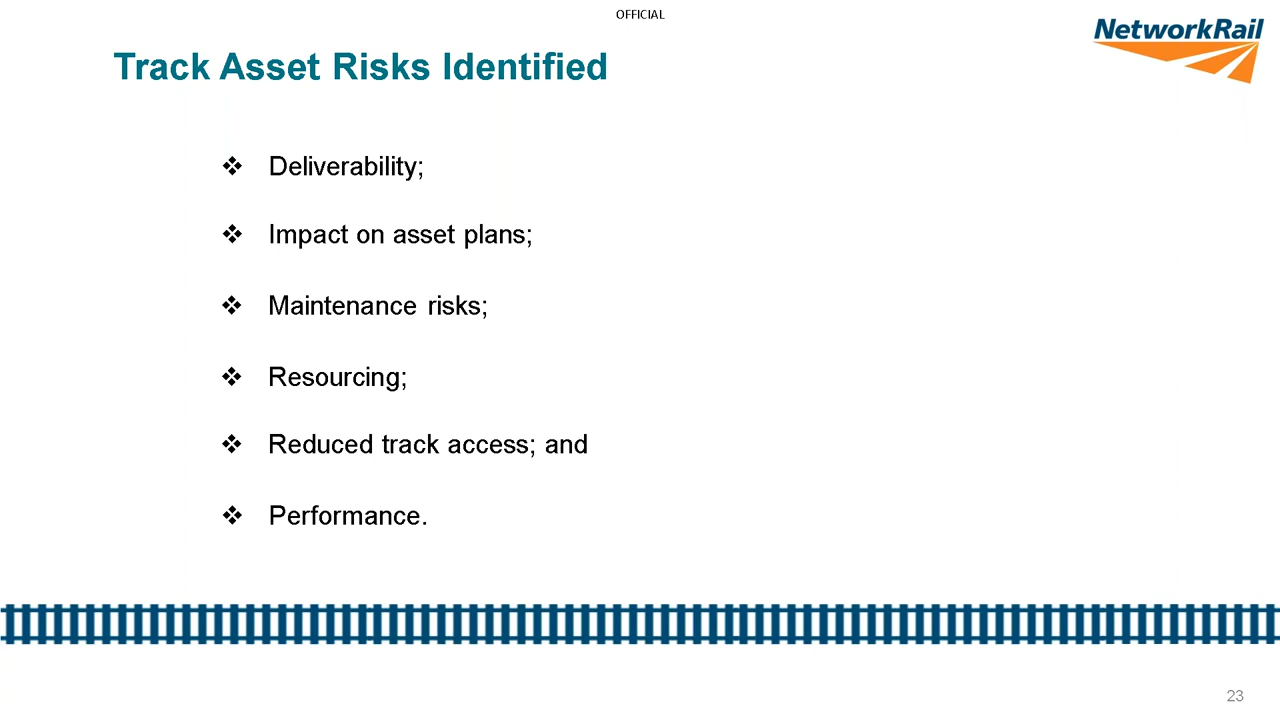 OFFICIAL
NetworkRail
Track Asset Risks Identified
❖ Deliverability;
❖ Impact on asset plans;
❖ Maintenance risks;
❖ Resourcing;
❖ Reduced track access; and
❖ Performance.
23